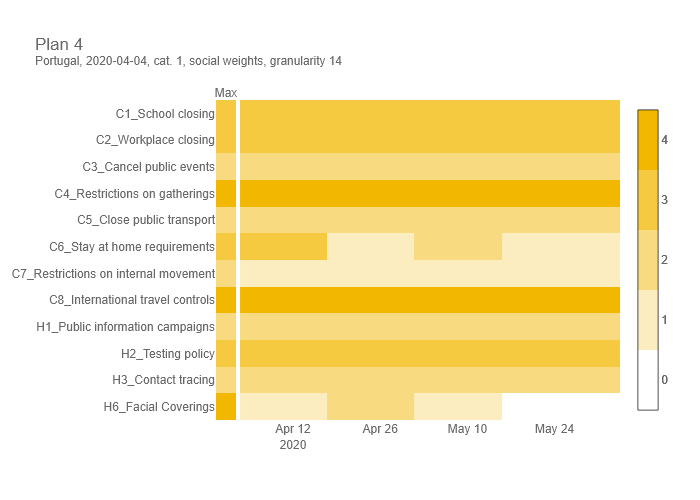 Plan 4
Portugal, 2020-04-04, cat. 1, social weights, granularity 14
Max
C1_School closing
C2_Workplace closing
C3_Cancel public events
C4_Restrictions on gatherings
C5_Close public transport
C6_Stay at home requirements
C7_Restrictions on internal movement
C8_International travel controls
H1_Public information campaigns
H2_Testing policy
H3_Contact tracing
H6_Facial Coverings
Apr 12 Apr 26 May 10 May 24
2020
4
3
2
1
0